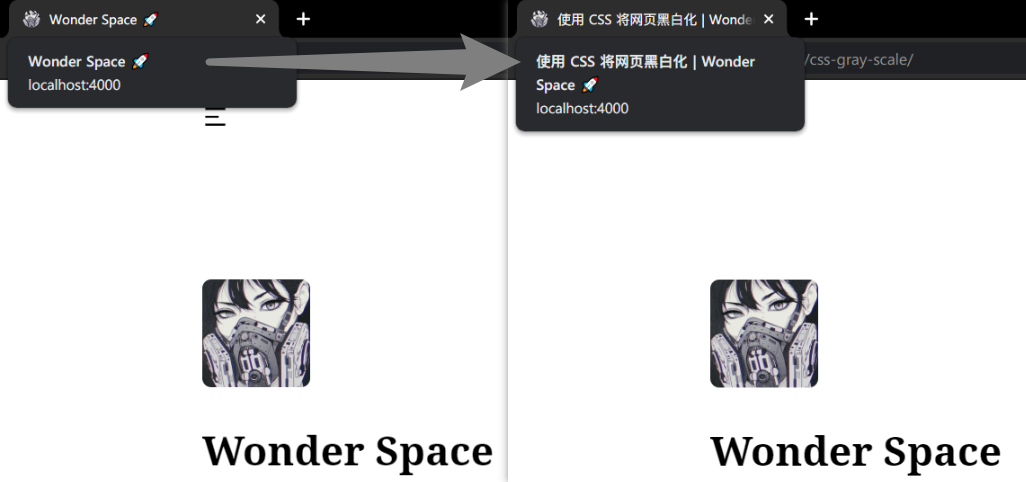 Wonder Space 🚀
Wonder Space 🚀
localhost:4000
Wonder Space
使用 CSS 将网页黑白化 | Wonde
使用 CSS 将网页黑白化 | Wonder
Space 🚀
localhost:4000
/css-gray-scale/
Wonder Space